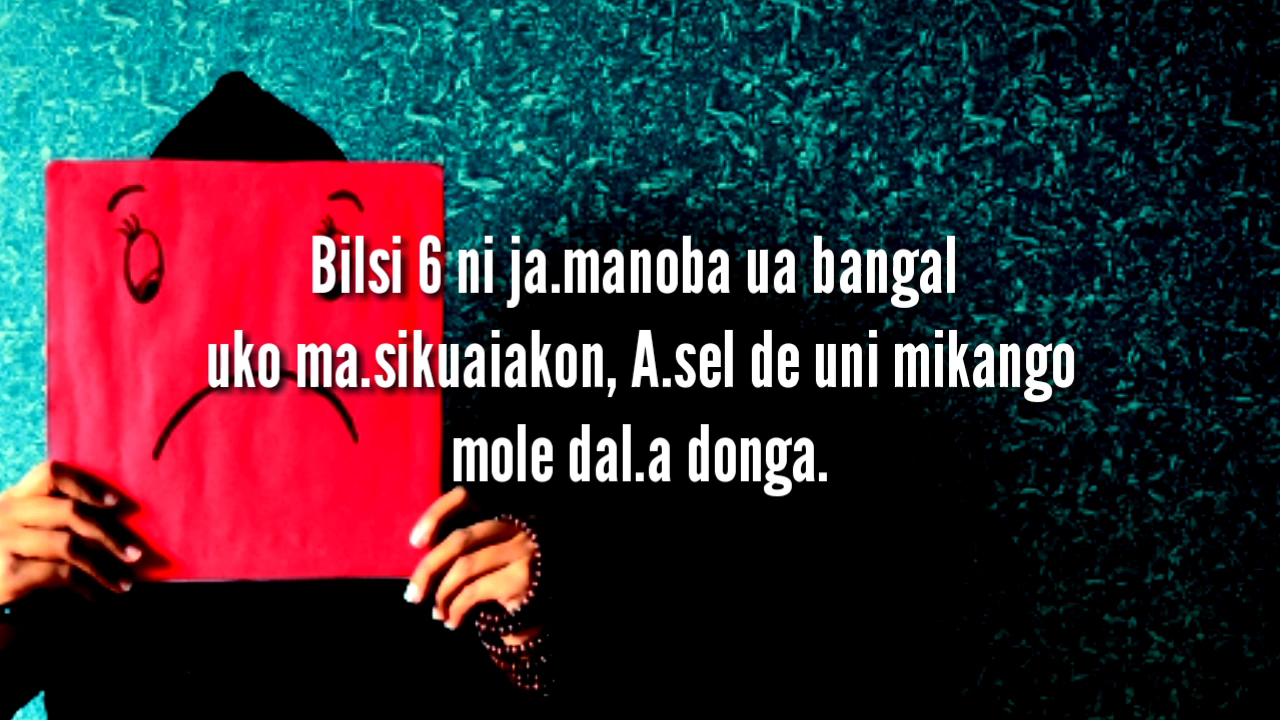 Bilsi 6 ni ja.manoba ua bangal
uko ma.sikuaiakon, A.sel de uni mikango
mole dal.a donga.